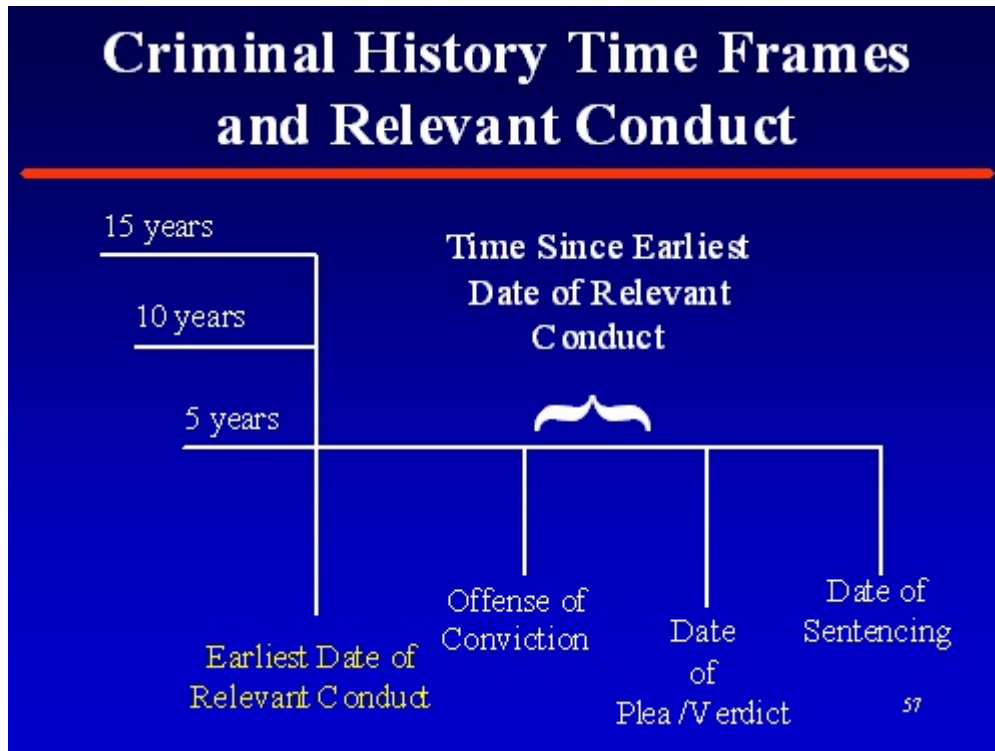 Criminal History Time Frames
and Relevant Conduct
15 years
10 years
5 years
Time Since Earliest
Date of Relevant
Conduct
Earliest Date of
Relevant Conduct
Offense of
Conviction
Date
of
Plea/Verdict
Date of
Sentencing
57